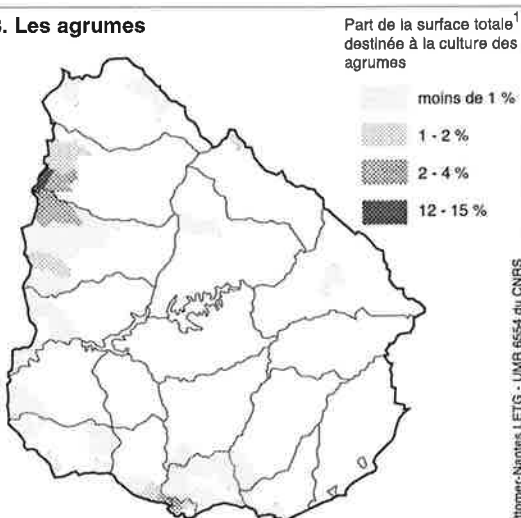 . Les agrumes
Part de la surface totale¹
destinée à la culture des
agrumes
moins de 1 %
1 - 2 %
2 - 4 %
12 - 15 %
-Nantes LETG - UMR 6554 du CNRS